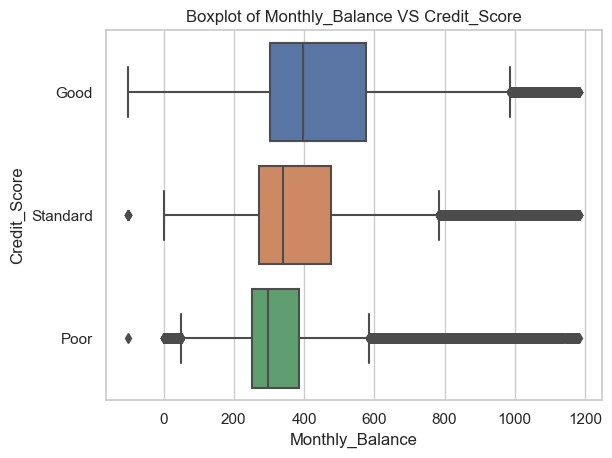 Boxplot of Monthly_Balance VS Credit_Score
Credit_Score
Good
Standard
Poor
0 200 400 600 800 1000 1200
Monthly_Balance